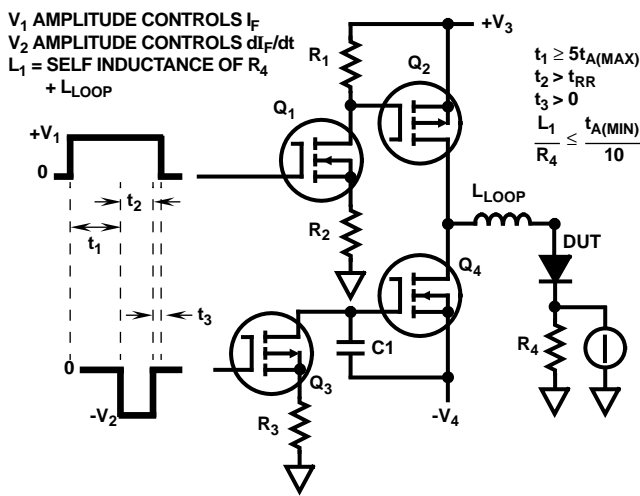 V1 AMPLITUDE CONTROLS IF
V2 AMPLITUDE CONTROLS dIF/dt
L1 = SELF INDUCTANCE OF R4
+ LLOOP
+V3
R1
Q2
t1 ≥ 5tA(MAX)
t2 > tRR
t3 > 0
L1/R4 ≤ tA(MIN)/10
Q1
+V1
0
t2
t1
R2
LLOOP
DUT
Q4
t3
0
C1
R4
Q3
-V2
-V4
R3